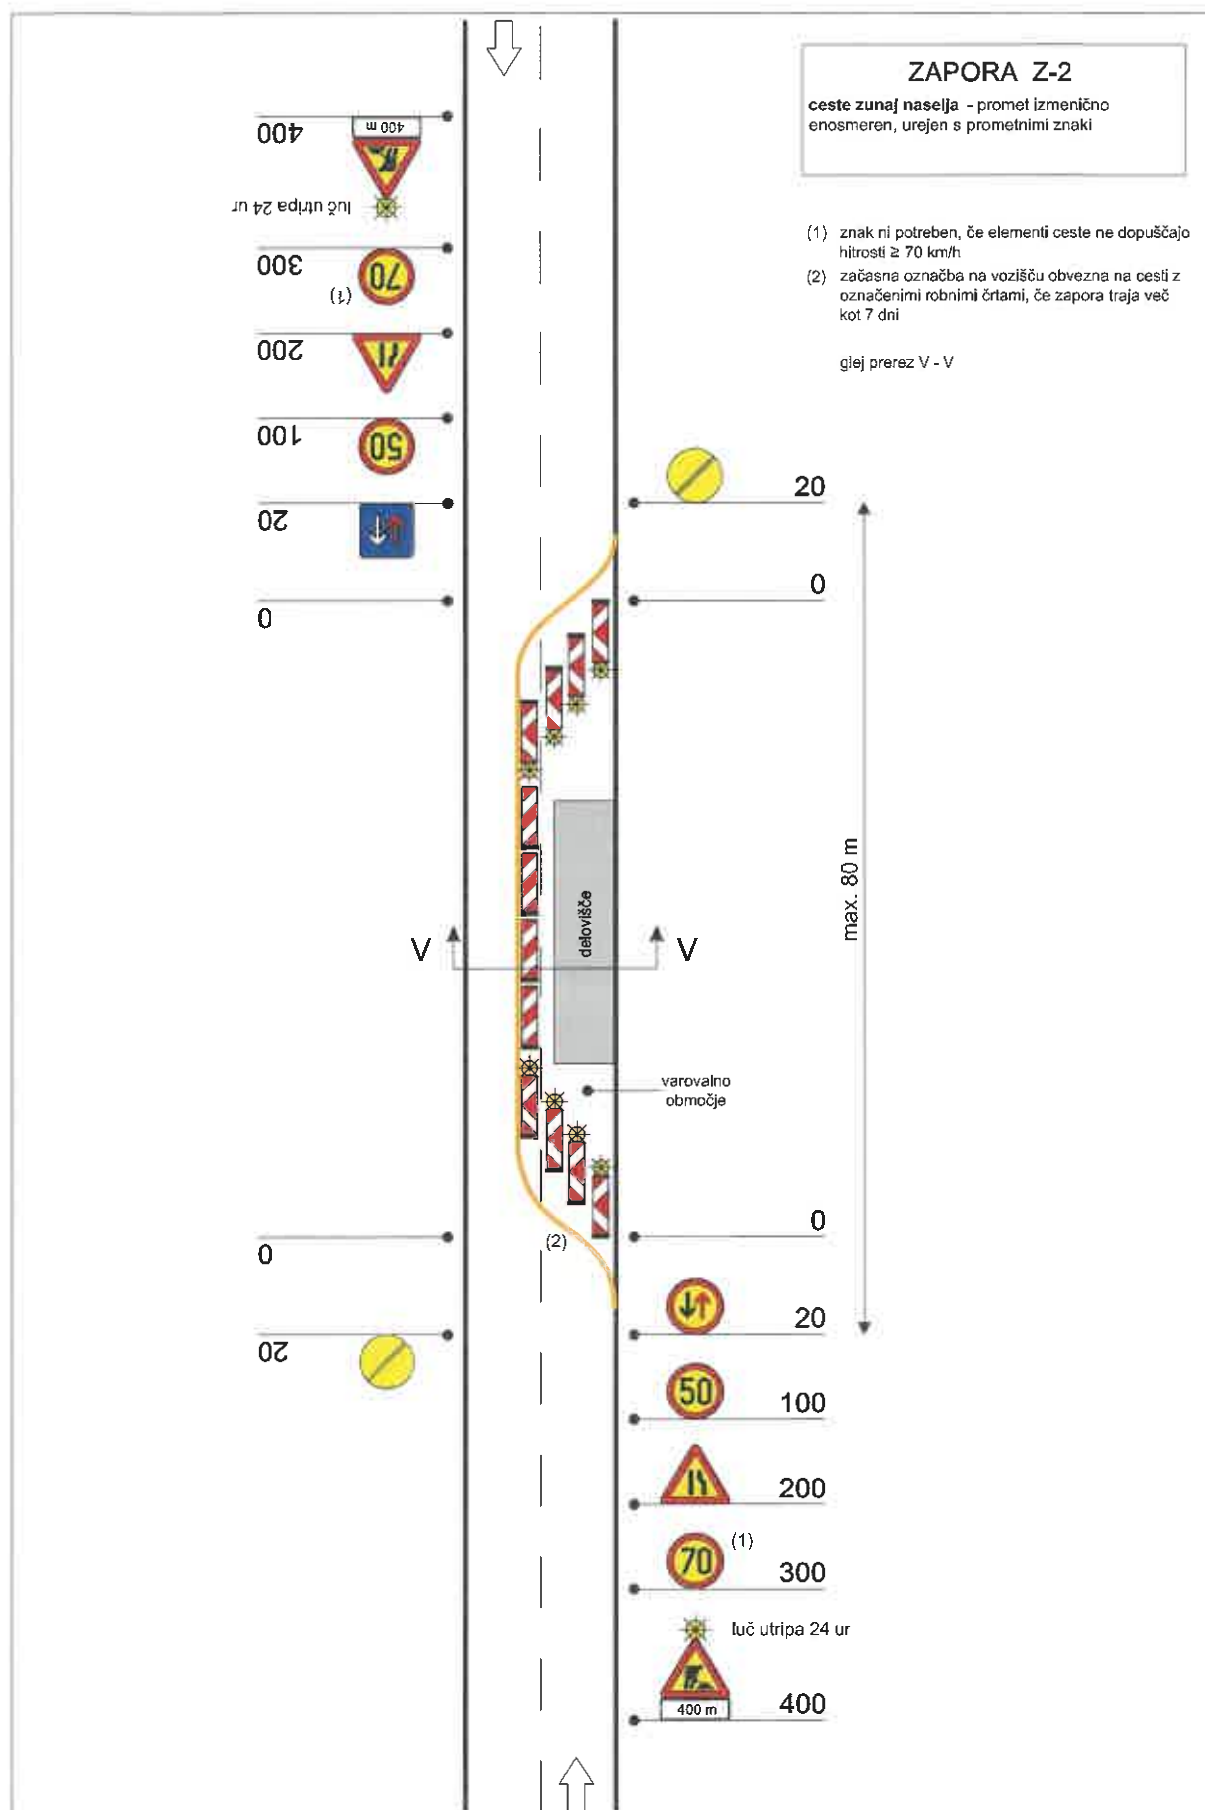 ZAPORA Z-2
ceste zunaj naselja - promet izmenično
enosmeren, urejen s prometnimi znaki
(1) znak ni potreben, če elementi ceste ne dopuščajo
hitrosti ≥ 70 km/h
(2) začasna označba na vozišču obvezna na cesti z
označenimi robnimi črtami, če zapora traja več
kot 7 dni
glej prerez V - V
400
400 m
luč utripa 24 ur
300
70
(1)
200
100
50
20
0
20
0
max. 80 m
delovišče
V
V
varovalno
območje
0
(2)
20
0
20
50
100
200
70
(1)
300
luč utripa 24 ur
400 m
400